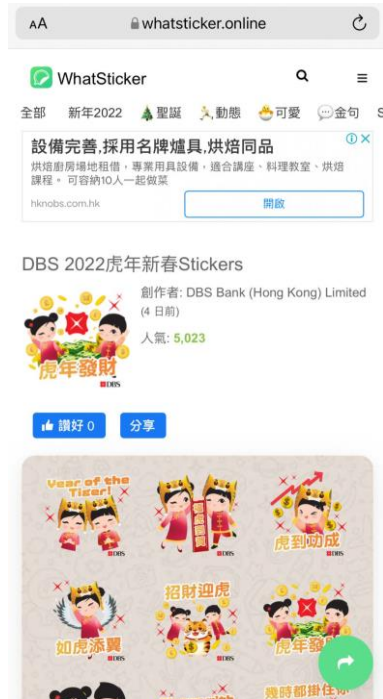 AA
whatsticker.online
WhatSticker
全部 新年2022 🎄聖誕 🏃動態 🐣可愛 💬金句 S
設備完善,採用名牌爐具,烘焙同品
烘焙廚房場地租借，專業用具設備，適合講座、料理教室、烘焙
課程。 可容納10人一起做菜
hknobs.com.hk
開啟
DBS 2022虎年新春Stickers
創作者: DBS Bank (Hong Kong) Limited
(4 日前)
人氣: 5,023
虎年發財
DBS
讚好 0
分享
Year of the
Tiger!
DBS
DBS
虎到功成
DBS
如虎添翼
DBS
招財迎虎
DBS
虎年發
幾時都掛住你